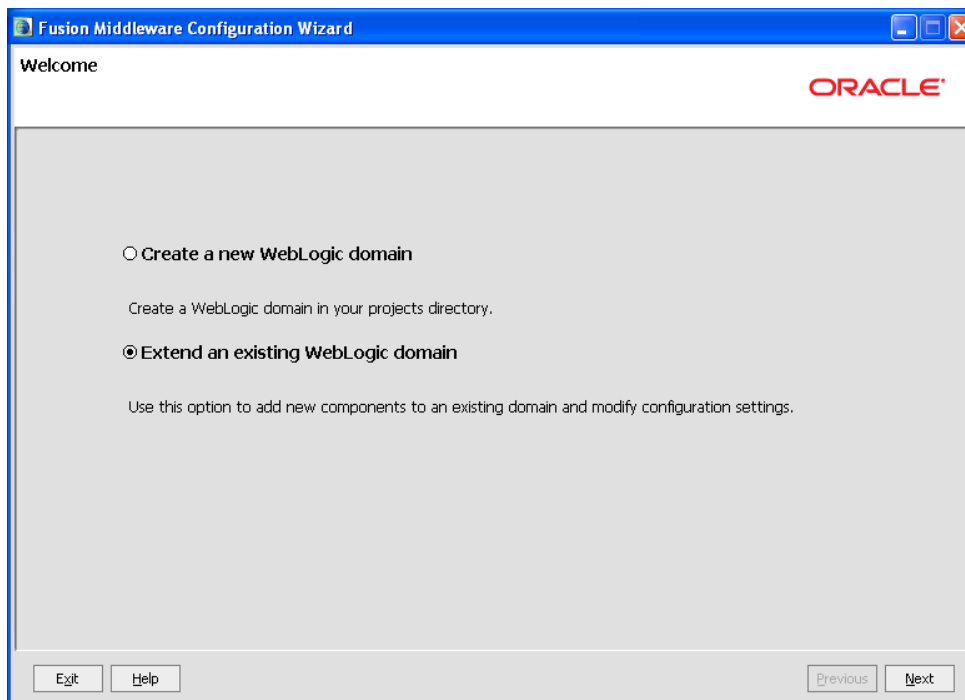 Fusion Middleware Configuration Wizard
Welcome
ORACLE
Create a new WebLogic domain
Create a WebLogic domain in your projects directory.
Extend an existing WebLogic domain
Use this option to add new components to an existing domain and modify configuration settings.
Exit Help Previous Next